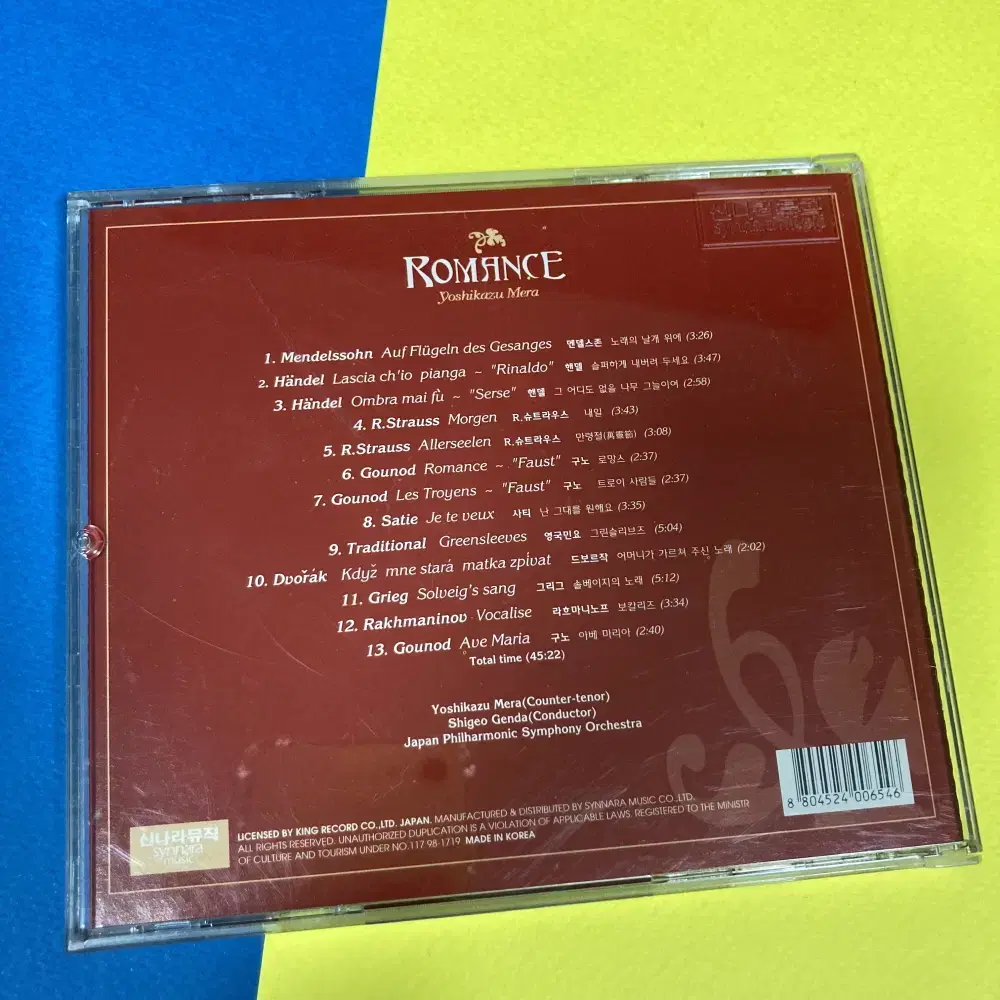 신나라뮤직
synnara music
ROMANCE
Yoshikazu Mera
1. Mendelssohn Auf Flügeln des Gesanges 멘델스존 노래의 날개 위에 (3:26)
2. Händel Lascia ch'io pianga ~ "Rinaldo" 헨델 슬퍼하게 내버려 두세요 (3:47)
3. Händel Ombra mai fù ~ "Serse" 헨델 그 어디도 없을 나무 그늘이여 (2:58)
4. R.Strauss Morgen R.슈트라우스 내일 (3:43)
5. R.Strauss Allerseelen R.슈트라우스 만령절(萬靈節) (3:08)
6. Gounod Romance ~ "Faust" 구노 로망스 (2:37)
7. Gounod Les Troyens ~ "Faust" 구노 트로이 사람들 (2:37)
8. Satie Je te veux 사티 난 그대를 원해요 (3:35)
9. Traditional Greensleeves 영국민요 그린슬리브즈 (5:04)
10. Dvořák Když mne stará matka zpívat 드보르작 어머니가 가르쳐 주신 노래 (2:02)
11. Grieg Solveig's sang 그리그 솔베이지의 노래 (5:12)
12. Rakhmaninov Vocalise 라흐마니노프 보칼리즈 (3:34)
13. Gounod Ave Maria 구노 아베 마리아 (2:40)
Total time (45:22)
Yoshikazu Mera(Counter-tenor)
Shigeo Genda(Conductor)
Japan Philharmonic Symphony Orchestra
8 804524 006546
신나라뮤직
synnara
music
LICENSED BY KING RECORD CO.,LTD. JAPAN. MANUFACTURED & DISTRIBUTED BY SYNNARA MUSIC CO.,LTD.
ALL RIGHTS RESERVED. UNAUTHORIZED DUPLICATION IS A VIOLATION OF APPLICABLE LAWS. REGISTERED TO THE MINISTR
OF CULTURE AND TOURISM UNDER NO.117 98-1719 MADE IN KOREA